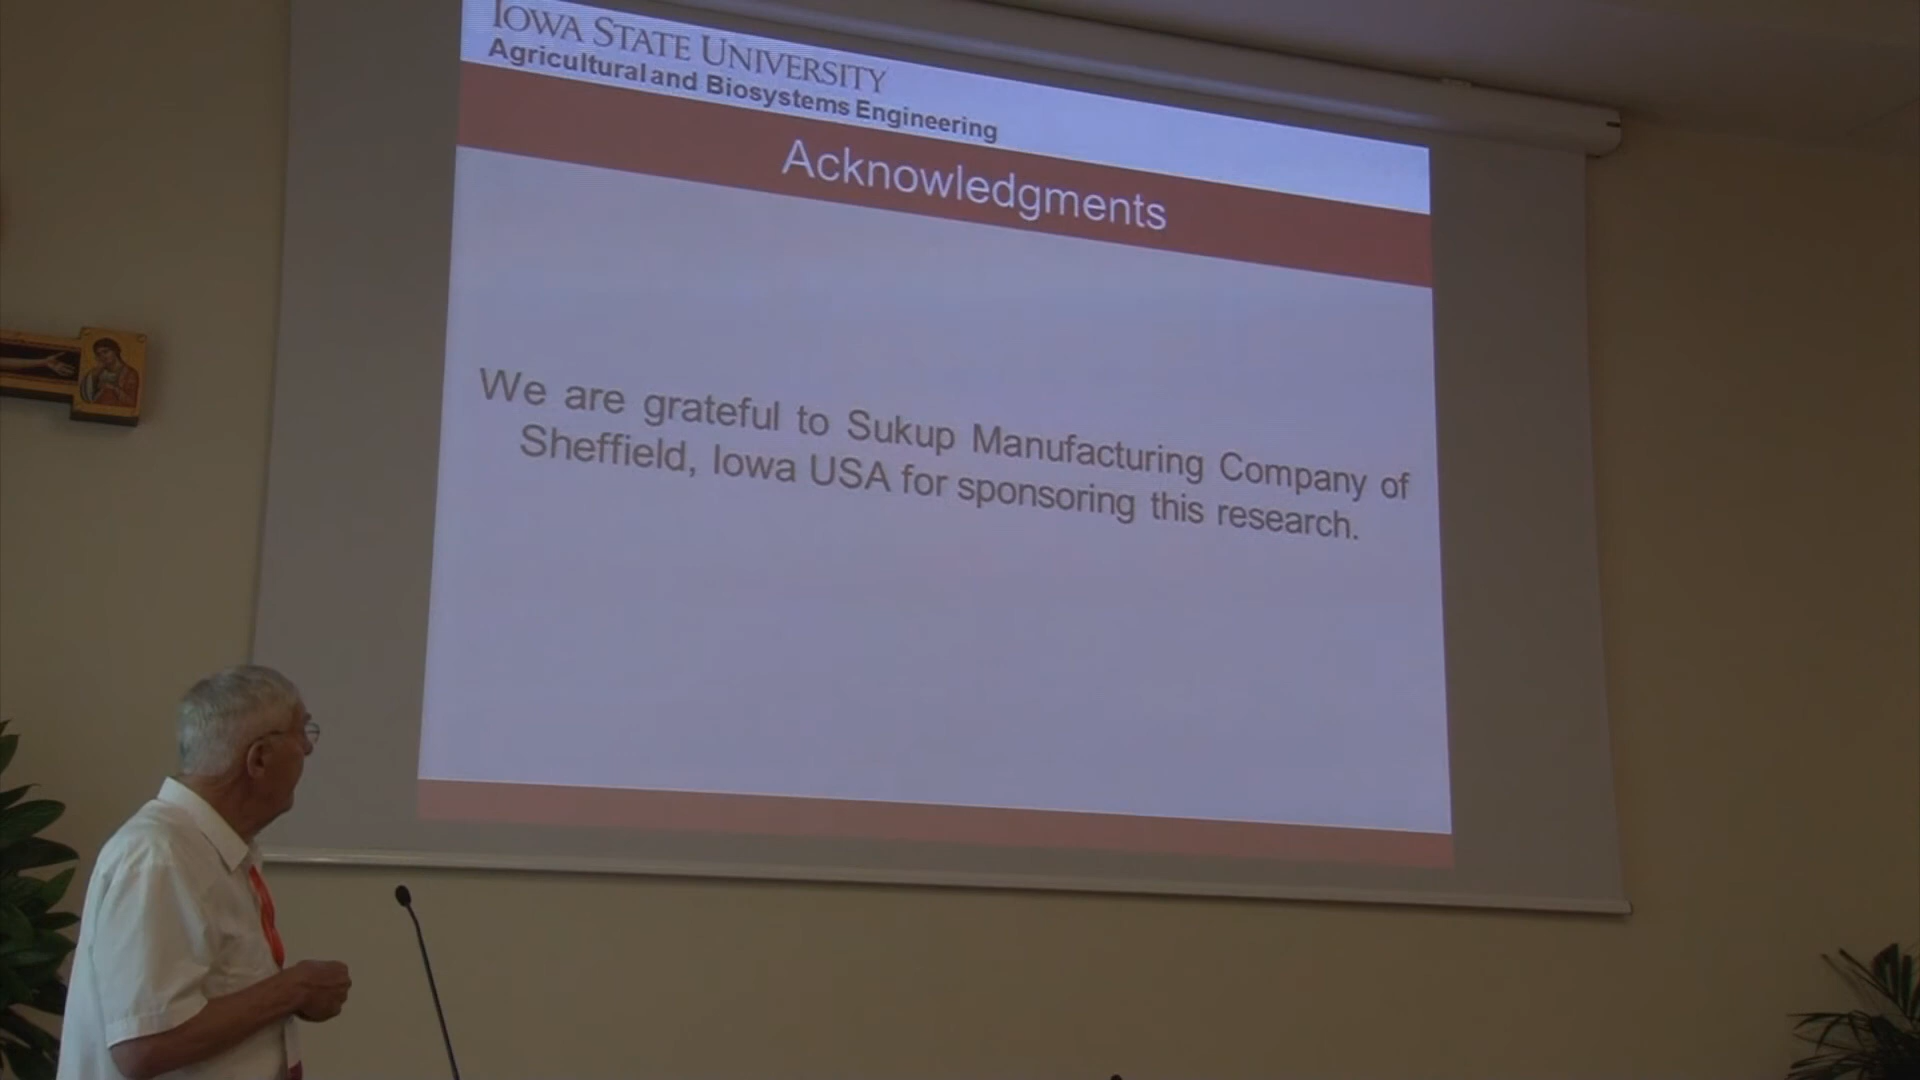 IOWA STATE UNIVERSITY
Agricultural and Biosystems Engineering
Acknowledgments
We are grateful to Sukup Manufacturing Company of
Sheffield, Iowa USA for sponsoring this research.